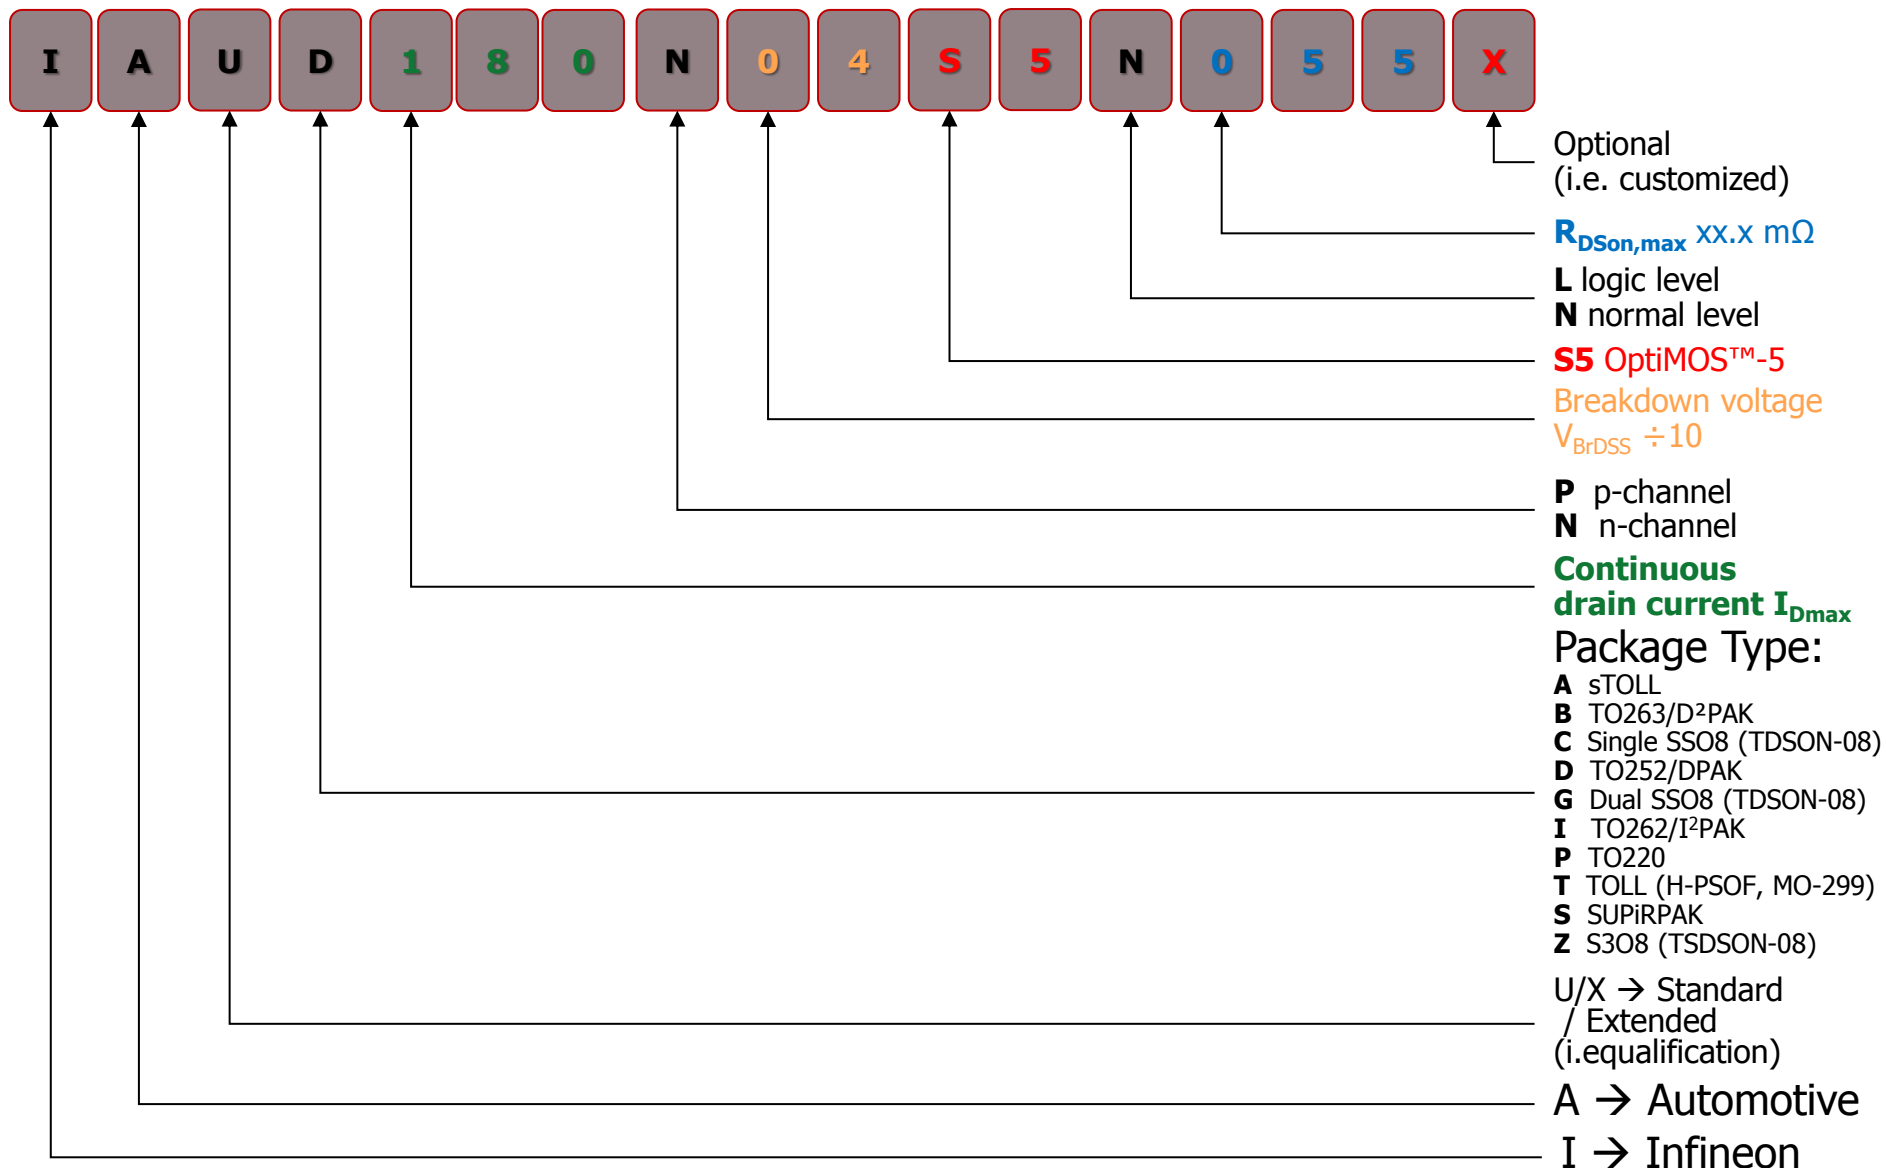 I A U D 1 8 0 N 0 4 S 5 N 0 5 5 X
Optional
(i.e. customized)
R_DSon,max xx.x mΩ
L logic level
N normal level
S5 OptiMOS™-5
Breakdown voltage
V_BrDSS ÷10
P p-channel
N n-channel
Continuous
drain current I_Dmax
Package Type:
A sTOLL
B TO263/D²PAK
C Single SSO8 (TDSON-08)
D TO252/DPAK
G Dual SSO8 (TDSON-08)
I TO262/I²PAK
P TO220
T TOLL (H-PSOF, MO-299)
S SUPiRPAK
Z S3O8 (TSDSON-08)
U/X → Standard
/ Extended
(i.equalification)
A → Automotive
I → Infineon